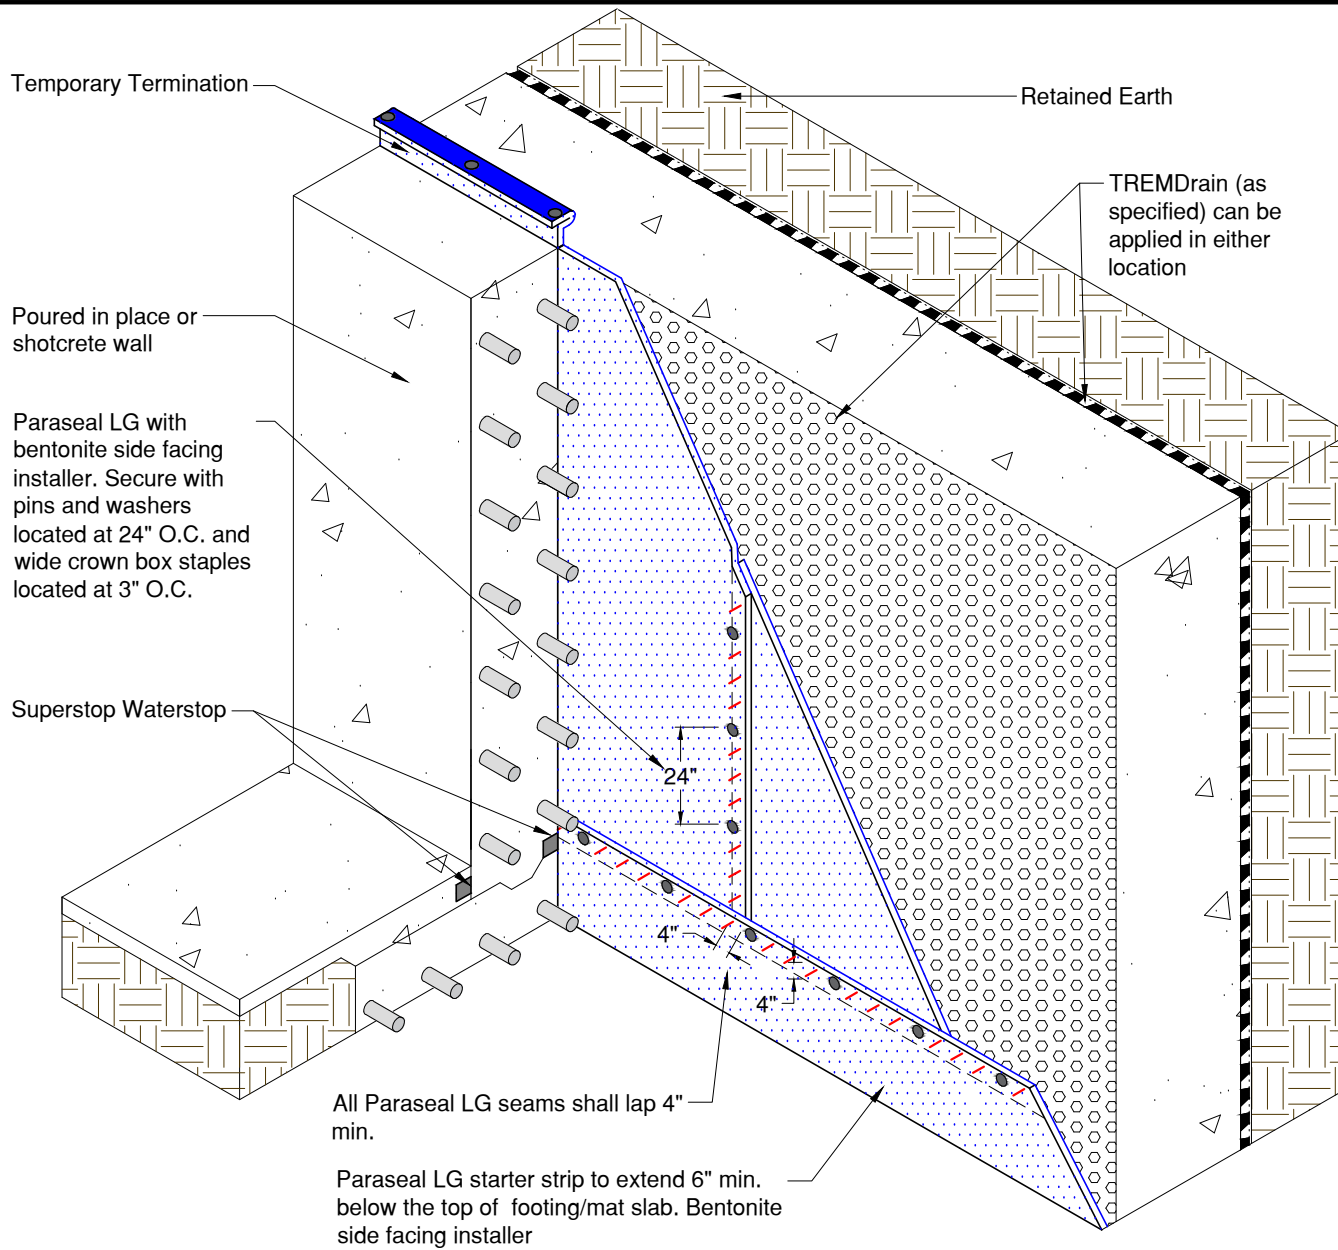 Temporary Termination
Retained Earth
TREMDrain (as
specified) can be
applied in either
location
Poured in place or
shotcrete wall
Paraseal LG with
bentonite side facing
installer. Secure with
pins and washers
located at 24" O.C. and
wide crown box staples
located at 3" O.C.
Superstop Waterstop
24"
4"
4"
All Paraseal LG seams shall lap 4"
min.
Paraseal LG starter strip to extend 6" min.
below the top of footing/mat slab. Bentonite
side facing installer